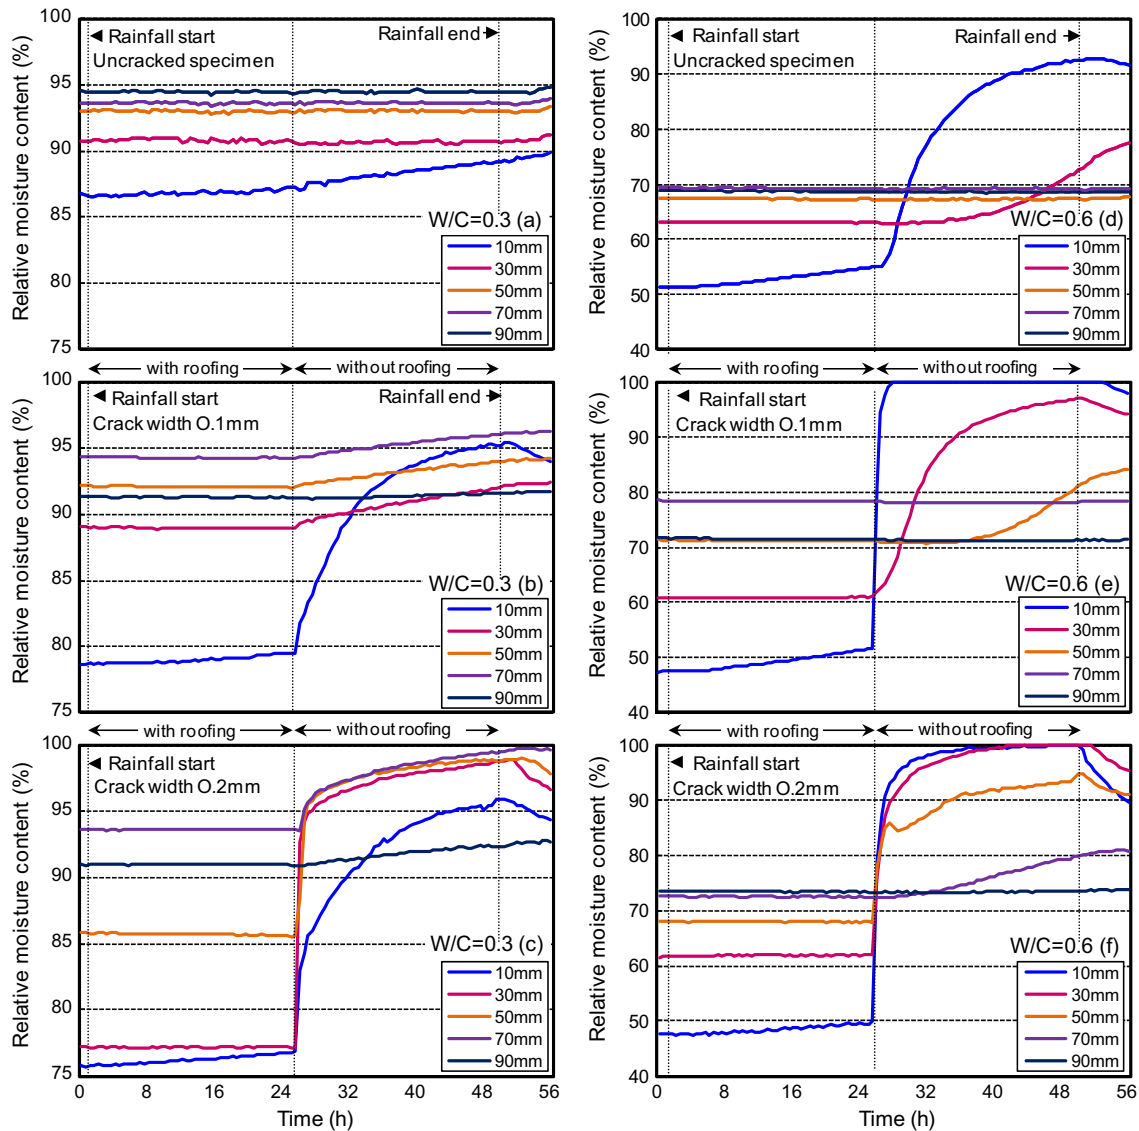 Relative moisture content (%)
100
95
90
85
80
75
◄ Rainfall start
Rainfall end ►
Uncracked specimen
W/C=0.3 (a)
10mm
30mm
50mm
70mm
90mm
Relative moisture content (%)
100
90
80
70
60
50
40
◄ Rainfall start
Rainfall end ►
Uncracked specimen
W/C=0.6 (d)
10mm
30mm
50mm
70mm
90mm
with roofing
without roofing
with roofing
without roofing
Relative moisture content (%)
100
95
90
85
80
75
◄ Rainfall start
Rainfall end ►
Crack width O.1mm
W/C=0.3 (b)
10mm
30mm
50mm
70mm
90mm
Relative moisture content (%)
100
90
80
70
60
50
40
◄ Rainfall start
Crack width O.1mm
W/C=0.6 (e)
10mm
30mm
50mm
70mm
90mm
with roofing
without roofing
with roofing
without roofing
Relative moisture content (%)
100
95
90
85
80
75
◄ Rainfall start
Crack width O.2mm
W/C=0.3 (c)
10mm
30mm
50mm
70mm
90mm
0 8 16 24 32 40 48 56
Time (h)
Relative moisture content (%)
100
90
80
70
60
50
40
◄ Rainfall start
Crack width O.2mm
W/C=0.6 (f)
10mm
30mm
50mm
70mm
90mm
0 8 16 24 32 40 48 56
Time (h)